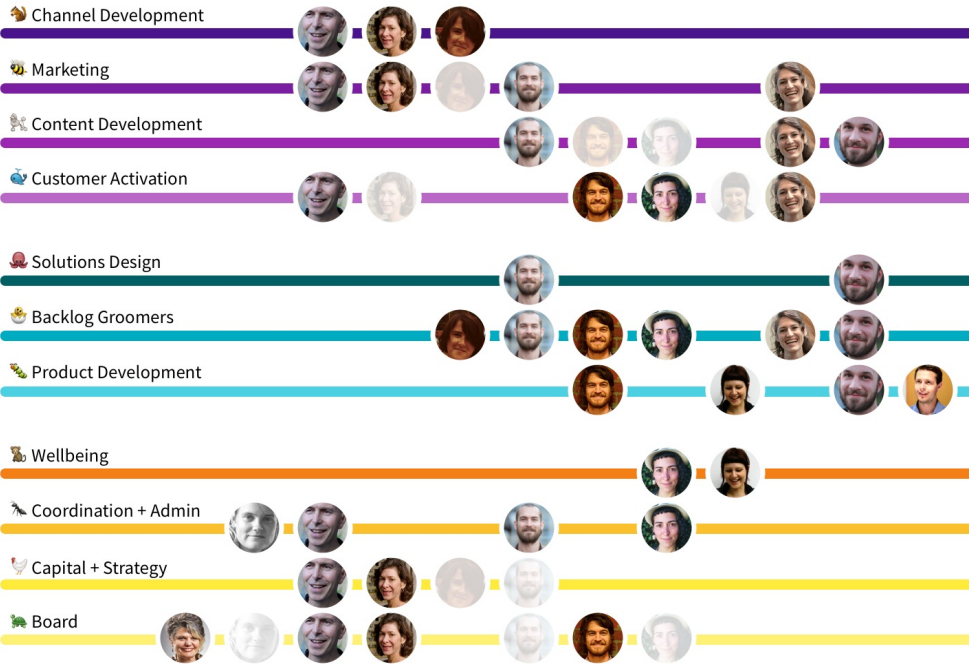 Channel Development
Marketing
Content Development
Customer Activation
Solutions Design
Backlog Groomers
Product Development
Wellbeing
Coordination + Admin
Capital + Strategy
Board